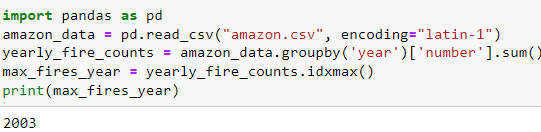 import pandas as pd
amazon_data = pd.read_csv("amazon.csv", encoding="latin-1")
yearly_fire_counts = amazon_data.groupby('year')['number'].sum()
max_fires_year = yearly_fire_counts.idxmax()
print(max_fires_year)
2003